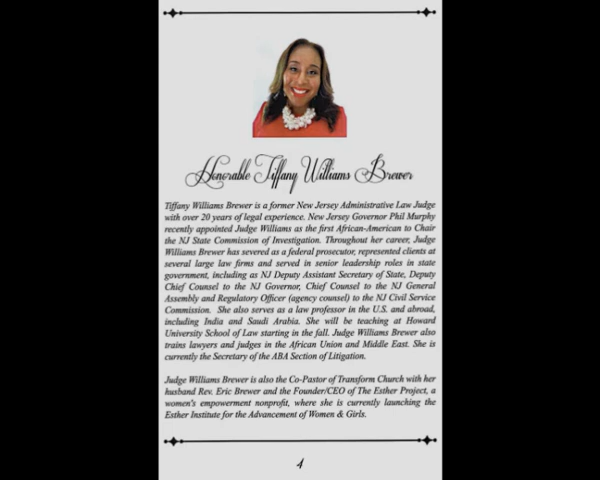 Honorable Tiffany Williams Brewer
Tiffany Williams Brewer is a former New Jersey Administrative Law Judge
with over 20 years of legal experience. New Jersey Governor Phil Murphy
recently appointed Judge Williams as the first African-American to Chair
the NJ State Commission of Investigation. Throughout her career, Judge
Williams Brewer has severed as a federal prosecutor, represented clients at
several large law firms and served in senior leadership roles in state
government, including as NJ Deputy Assistant Secretary of State, Deputy
Chief Counsel to the NJ Governor, Chief Counsel to the NJ General
Assembly and Regulatory Officer (agency counsel) to the NJ Civil Service
Commission. She also serves as a law professor in the U.S. and abroad,
including India and Saudi Arabia. She will be teaching at Howard
University School of Law starting in the fall. Judge Williams Brewer also
trains lawyers and judges in the African Union and Middle East. She is
currently the Secretary of the ABA Section of Litigation.
Judge Williams Brewer is also the Co-Pastor of Transform Church with her
husband Rev. Eric Brewer and the Founder/CEO of The Esther Project, a
women's empowerment nonprofit, where she is currently launching the
Esther Institute for the Advancement of Women & Girls.
4